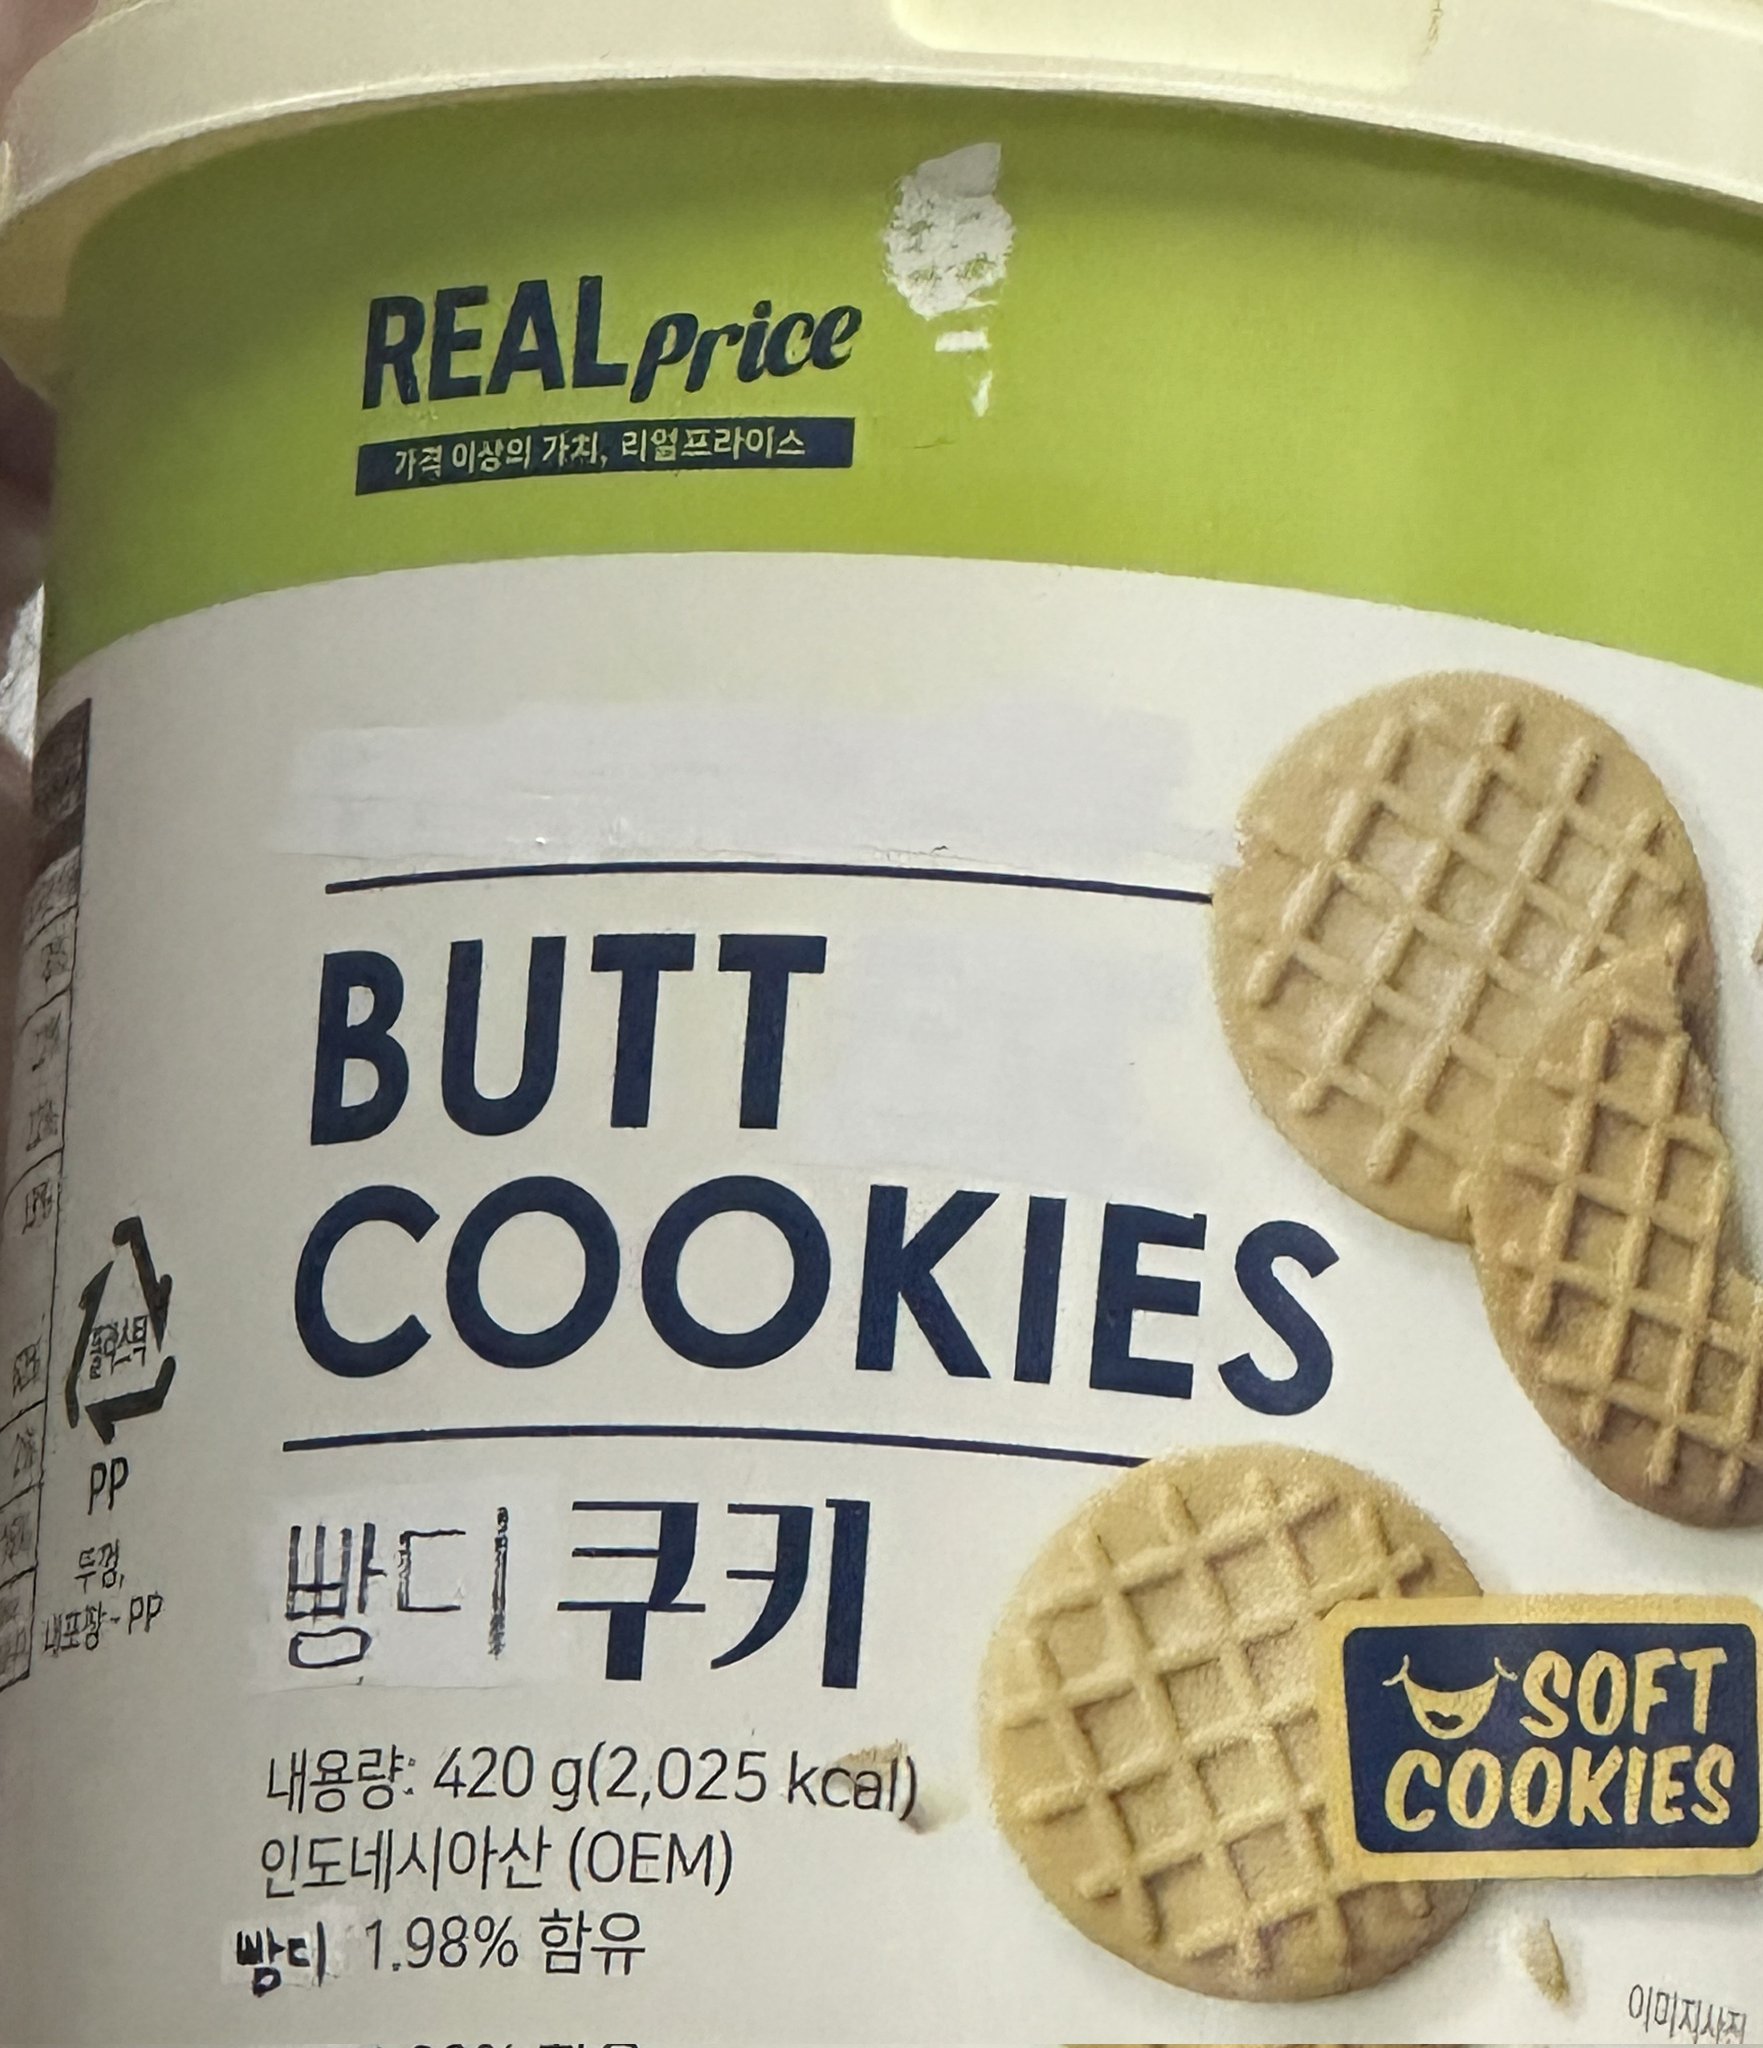 REAL Price
가격 이상의 가치, 리얼프라이스
BUTT
COOKIES
빵디 쿠키
내용량: 420 g(2,025 kcal)
인도네시아산 (OEM)
빵디 1.98% 함유
SOFT
COOKIES
PP
뚜껑,
내포장-PP
이미지사진